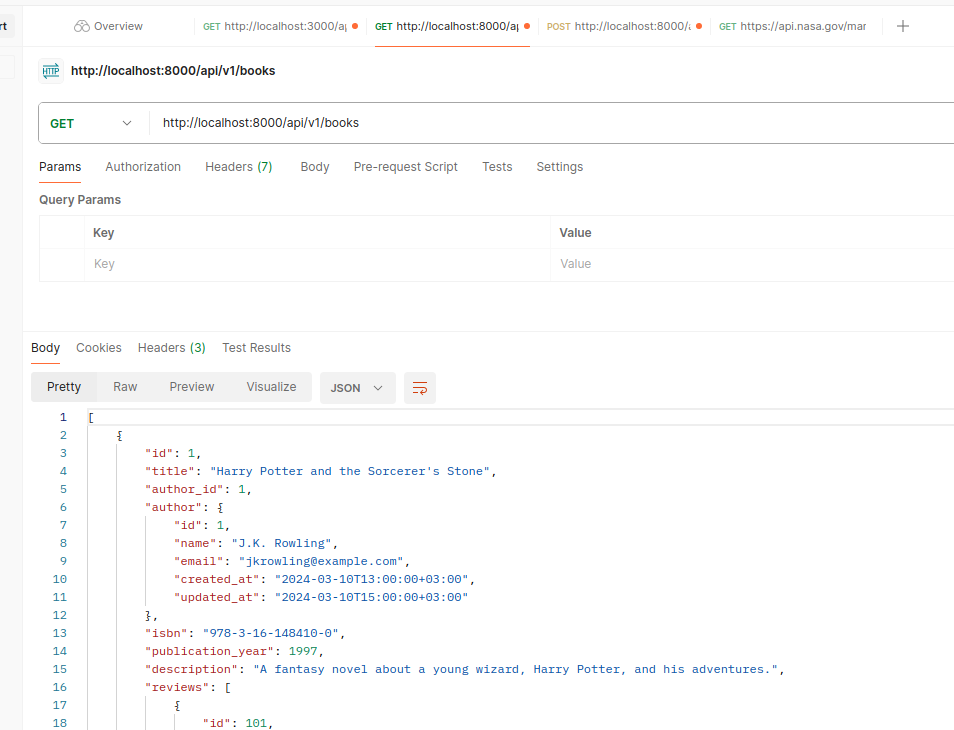 rt
Overview GET http://localhost:3000/ap GET http://localhost:8000/ap POST http://localhost:8000/a GET https://api.nasa.gov/mar
HTTP http://localhost:8000/api/v1/books
GET http://localhost:8000/api/v1/books
Params Authorization Headers (7) Body Pre-request Script Tests Settings
Query Params
Key Value
Key Value
Body Cookies Headers (3) Test Results
Pretty Raw Preview Visualize JSON
1 [
2 {
3 "id": 1,
4 "title": "Harry Potter and the Sorcerer's Stone",
5 "author_id": 1,
6 "author": {
7 "id": 1,
8 "name": "J.K. Rowling",
9 "email": "jkrowling@example.com",
10 "created_at": "2024-03-10T13:00:00+03:00",
11 "updated_at": "2024-03-10T15:00:00+03:00"
12 },
13 "isbn": "978-3-16-148410-0",
14 "publication_year": 1997,
15 "description": "A fantasy novel about a young wizard, Harry Potter, and his adventures.",
16 "reviews": [
17 {
18 "id": 101,